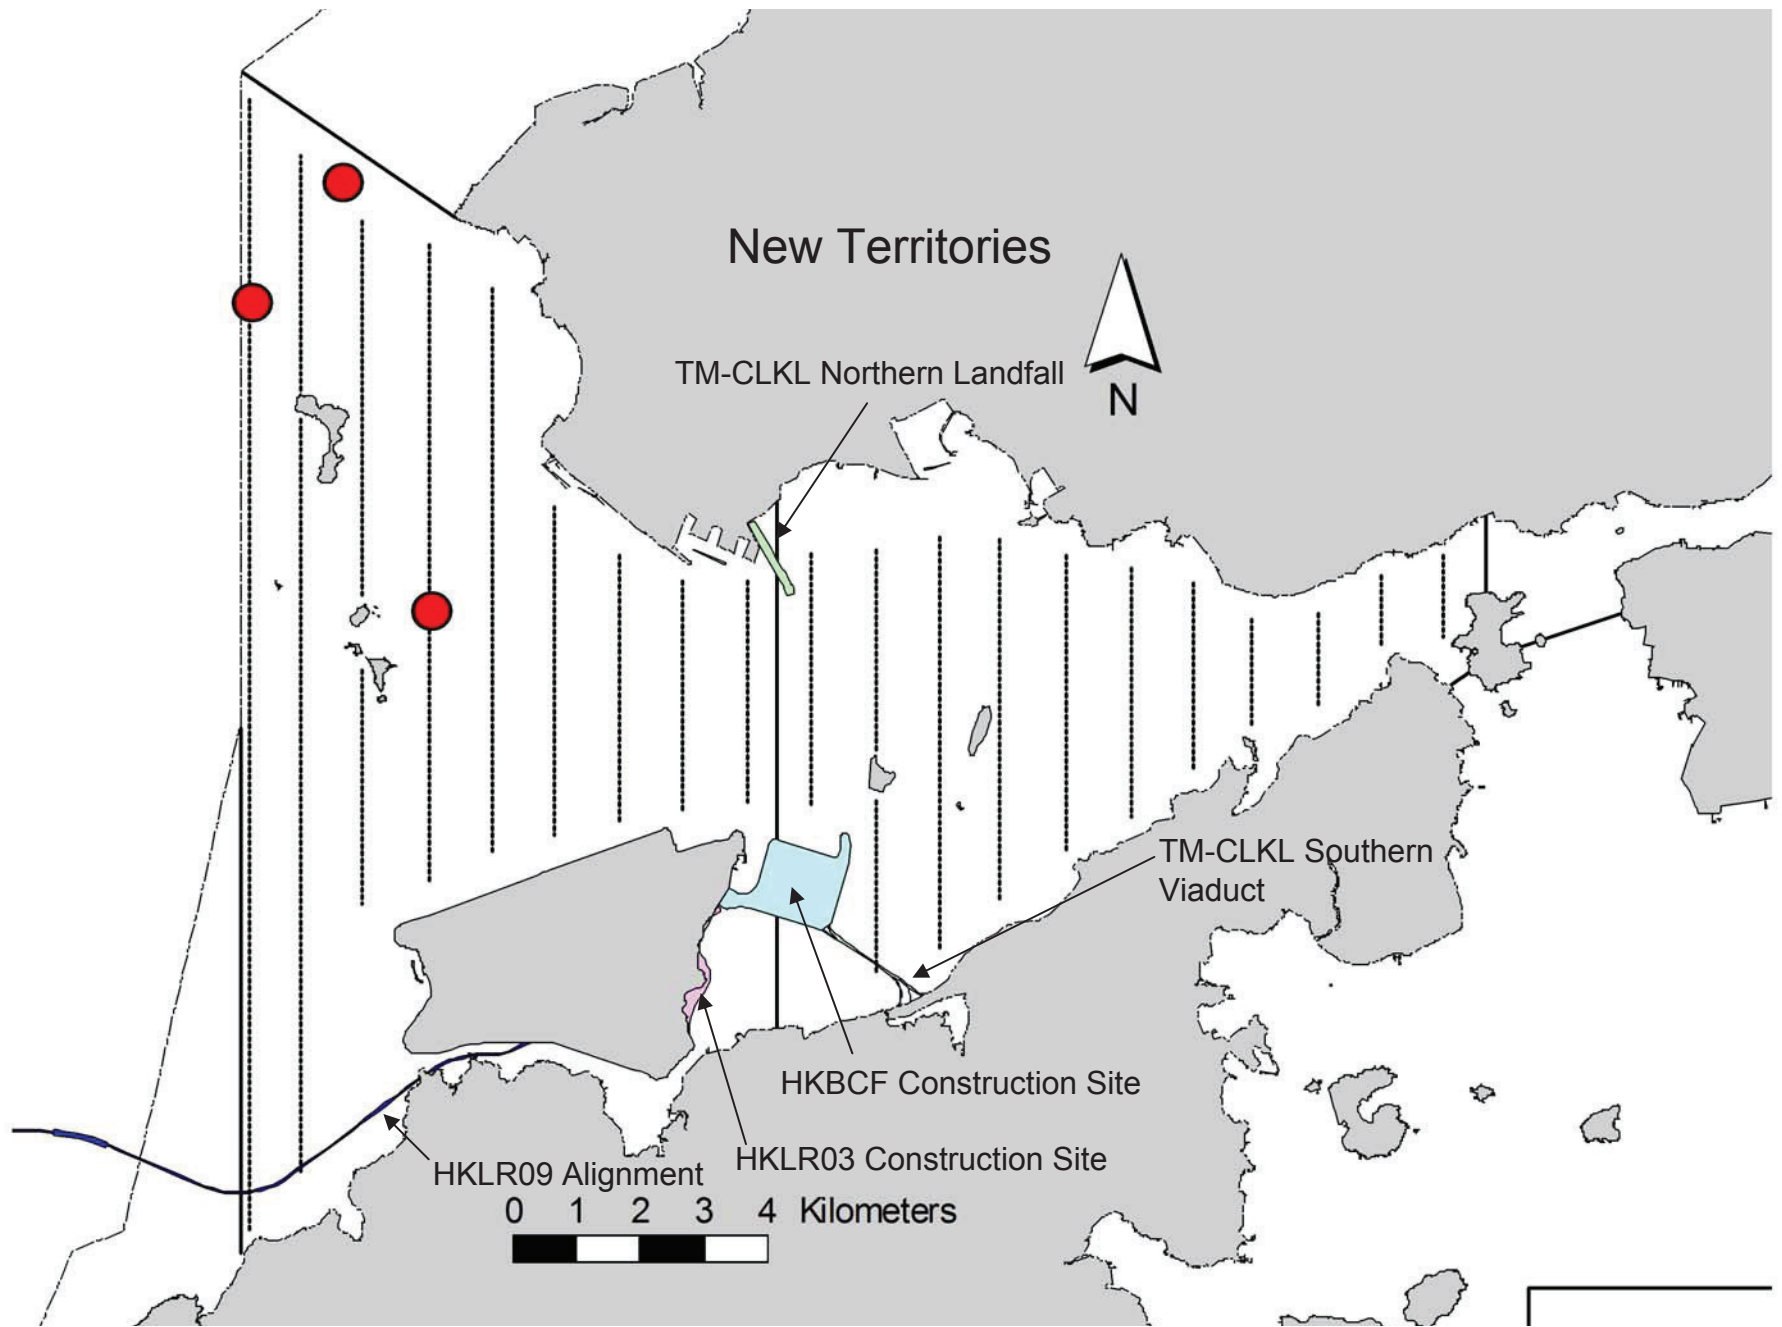 New Territories
TM-CLKL Northern Landfall
N
TM-CLKL Southern
Viaduct
HKBCF Construction Site
HKLR03 Construction Site
HKLR09 Alignment
0 1 2 3 4 Kilometers